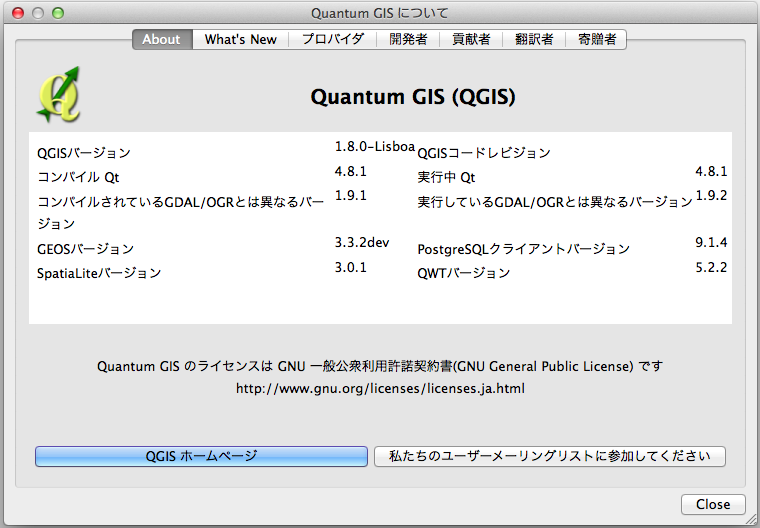 Quantum GIS について
About What's New プロバイダ 開発者 貢献者 翻訳者 寄贈者
Quantum GIS (QGIS)
QGISバージョン 1.8.0-Lisboa QGISコードレビジョン
コンパイル Qt 4.8.1 実行中 Qt 4.8.1
コンパイルされているGDAL/OGRとは異なるバー 1.9.1 実行しているGDAL/OGRとは異なるバージョン 1.9.2
ジョン
GEOSバージョン 3.3.2dev PostgreSQLクライアントバージョン 9.1.4
SpatiaLiteバージョン 3.0.1 QWTバージョン 5.2.2
Quantum GIS のライセンスは GNU 一般公衆利用許諾契約書(GNU General Public License) です
http://www.gnu.org/licenses/licenses.ja.html
QGIS ホームページ 私たちのユーザーメーリングリストに参加してください
Close